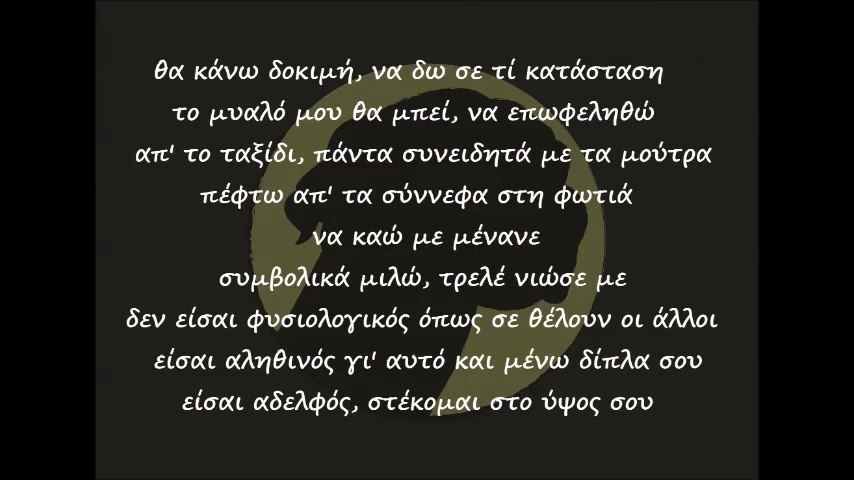 θα κάνω δοκιμή, να δω σε τί κατάσταση
το μυαλό μου θα μπεί, να επωφεληθώ
απ' το ταξίδι, πάντα συνειδητά με τα μούτρα
πέφτω απ' τα σύννεφα στη φωτιά
να καώ με μένανε
συμβολικά μιλώ, τρελέ νιώσε με
δεν είσαι φυσιολογικός όπως σε θέλουν οι άλλοι
είσαι αληθινός γι' αυτό και μένω δίπλα σου
είσαι αδελφός, στέκομαι στο ύψος σου